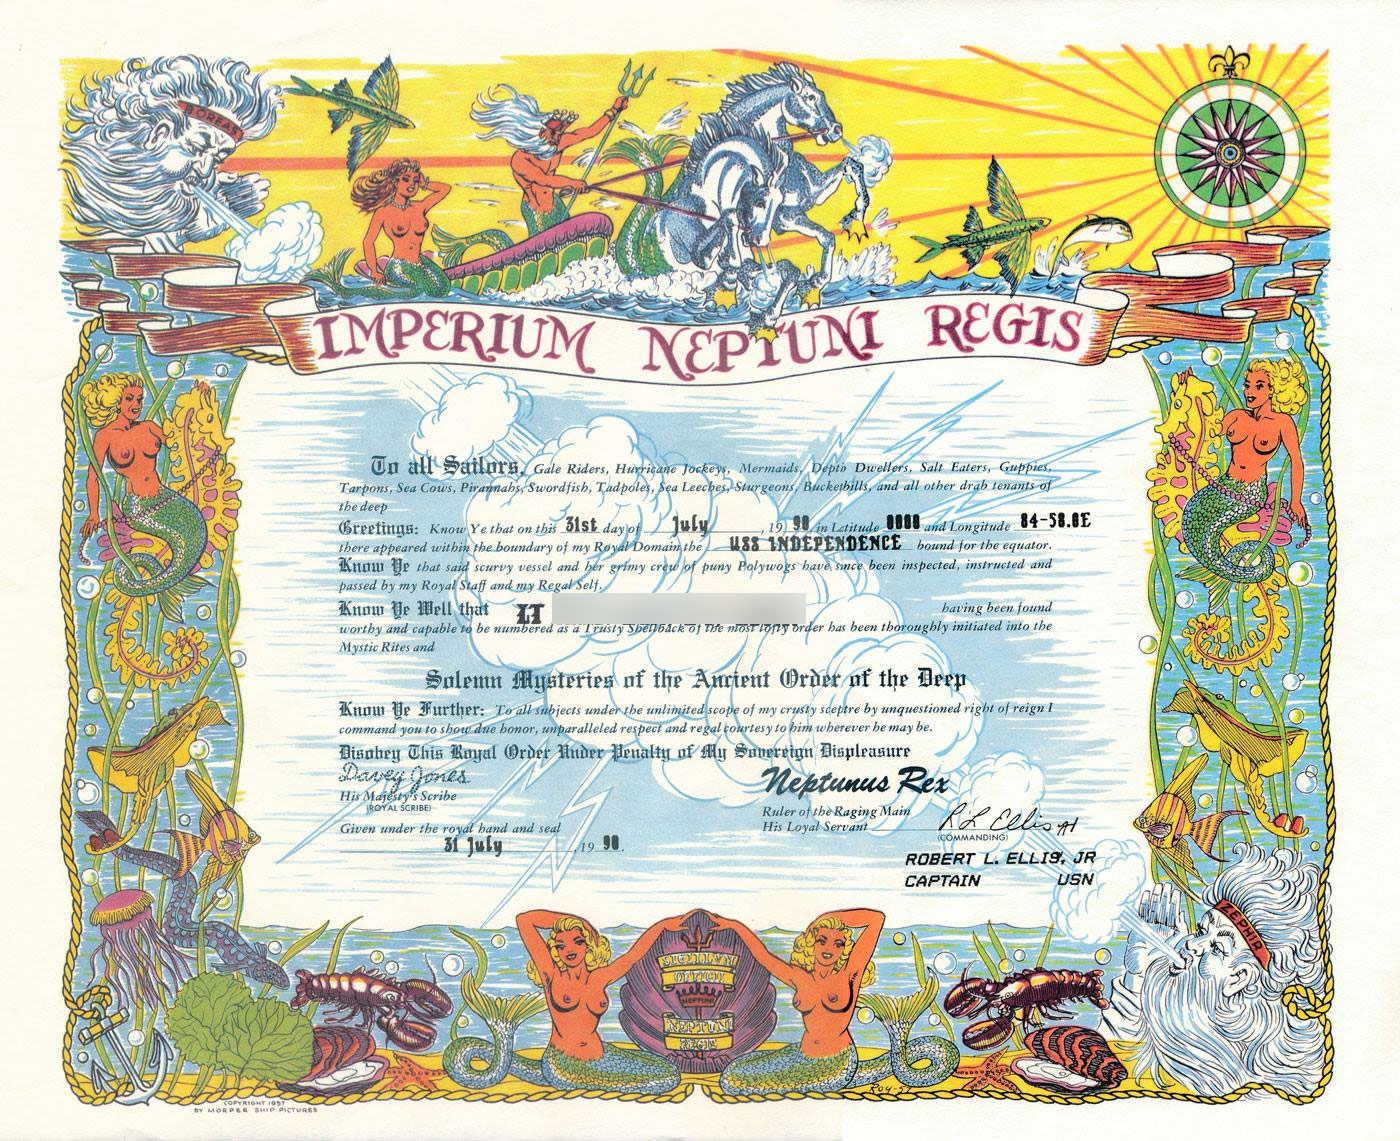 BOREAS
IMPERIUM NEPTUNI REGIS
To all Sailors, Gale Riders, Hurricane Jockeys, Mermaids, Depth Dwellers, Salt Eaters, Guppies,
Tarpons, Sea Cows, Pirannahs, Swordfish, Tadpoles, Sea Leeches, Sturgeons, Bucketbills, and all other drab tenants of
the deep
Greetings: Know Ye that on this 31st day of July, 19 90 in Latitude 0000 and Longitude 84-58.0E
there appeared within the boundary of my Royal Domain the USS INDEPENDENCE bound for the equator.
Know Ye that said scurvy vessel and her grimy crew of puny Polywogs have since been inspected, instructed and
passed by my Royal Staff and my Regal Self.
Know Ye Well that LT having been found
worthy and capable to be numbered as a Trusty Shellback of the most lofty order has been thoroughly initiated into the
Mystic Rites and
Solemn Mysteries of the Ancient Order of the Deep
Know Ye Further: To all subjects under the unlimited scope of my crusty sceptre by unquestioned right of reign I
command you to show due honor, unparalleled respect and regal courtesy to him wherever he may be.
Disobey This Royal Order Under Penalty of My Sovereign Displeasure
Davey Jones
His Majesty's Scribe
(ROYAL SCRIBE)
Given under the royal hand and seal
31 July, 19 90.
Neptunus Rex
Ruler of the Raging Main
His Loyal Servant R L Ellis Jr
(COMMANDING)
ROBERT L. ELLIS, JR
CAPTAIN USN
ZEPHIR
SIGILLVM
OFFICII
NEPTUNI
NEPTUNI
REGIS
COPYRIGHT 1957
BY MORPER SHIP PICTURES